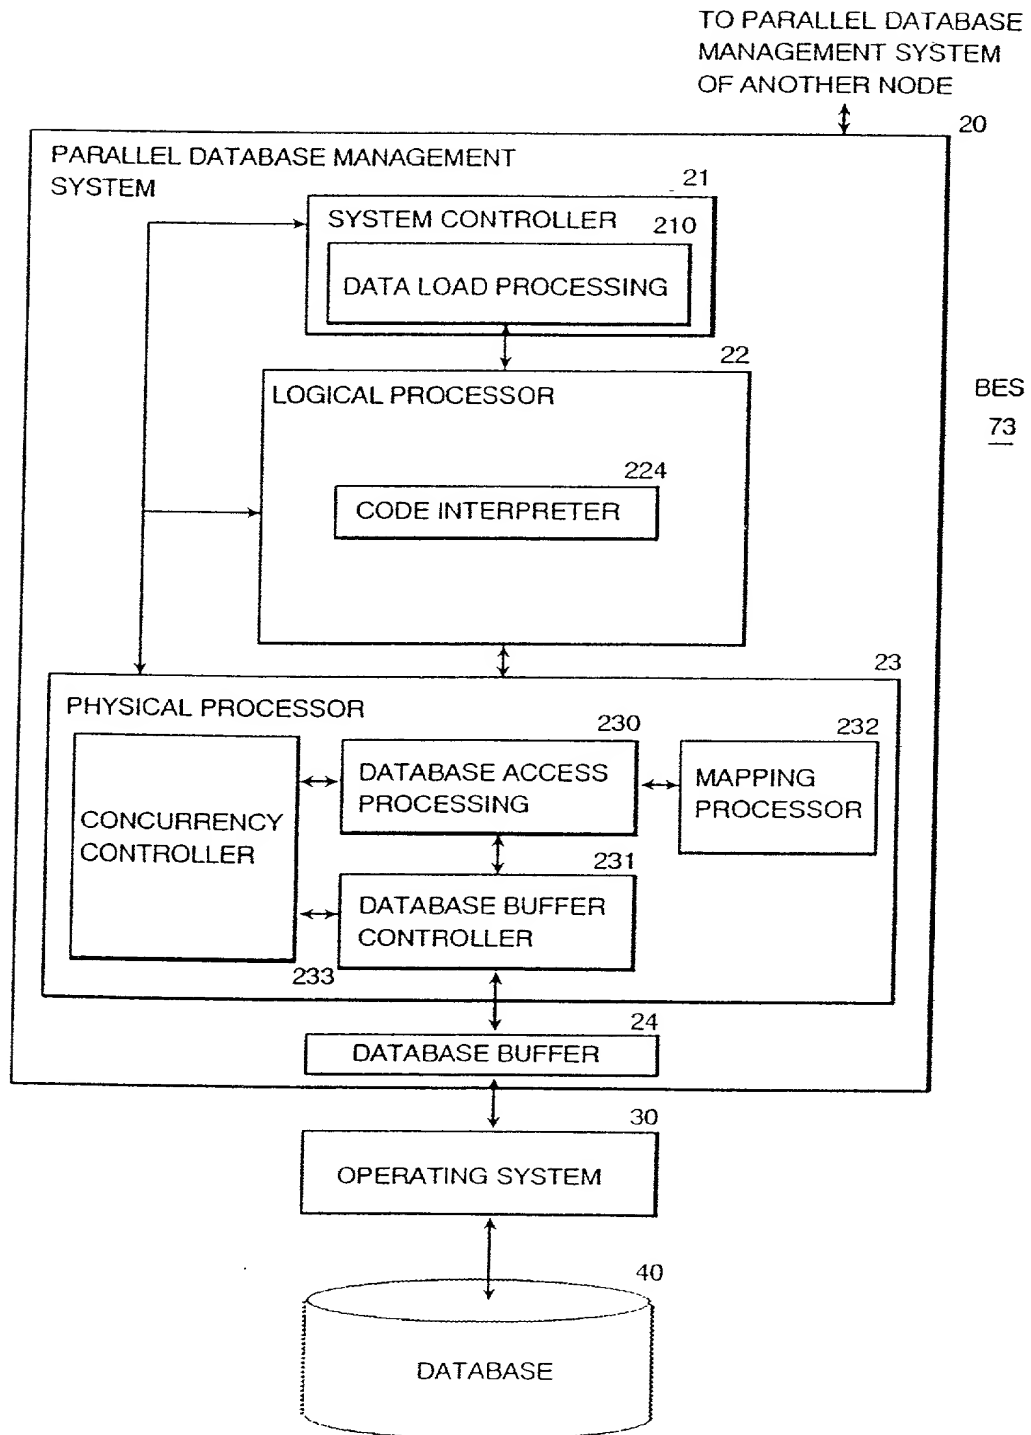 TO PARALLEL DATABASE
MANAGEMENT SYSTEM
OF ANOTHER NODE
20
PARALLEL DATABASE MANAGEMENT
SYSTEM
21
SYSTEM CONTROLLER
210
DATA LOAD PROCESSING
22
LOGICAL PROCESSOR
BES
73
224
CODE INTERPRETER
23
PHYSICAL PROCESSOR
230
232
DATABASE ACCESS
PROCESSING
MAPPING
PROCESSOR
CONCURRENCY
CONTROLLER
231
DATABASE BUFFER
CONTROLLER
233
24
DATABASE BUFFER
30
OPERATING SYSTEM
40
DATABASE